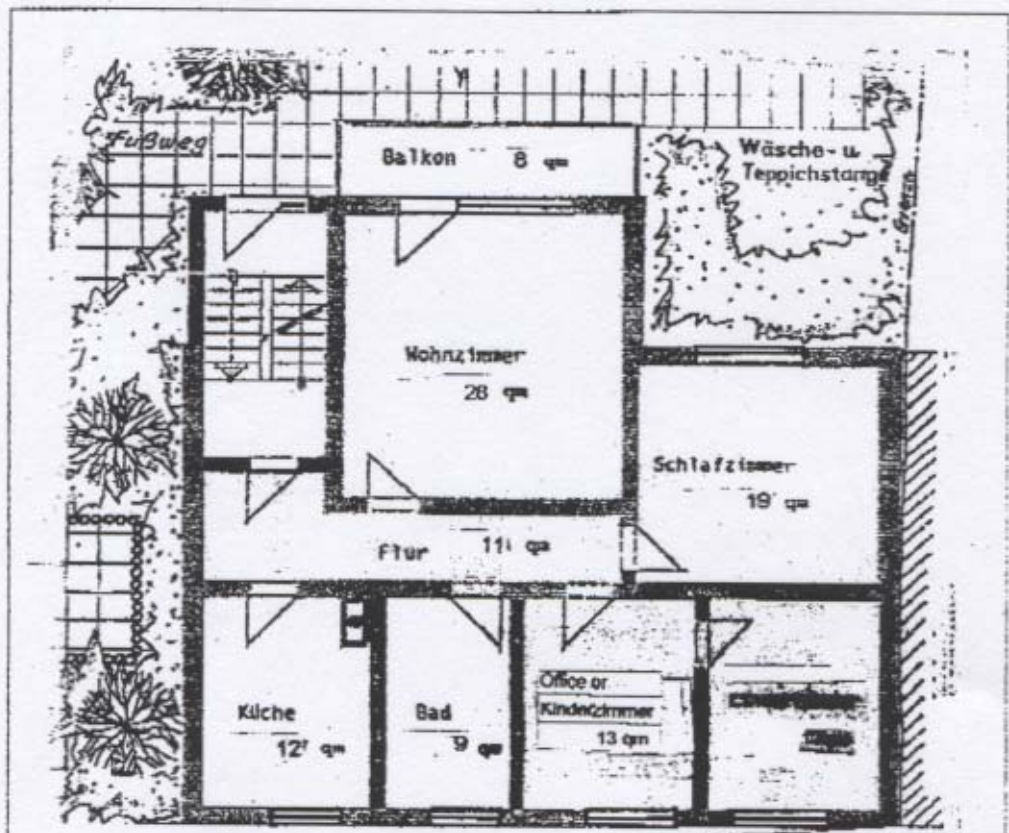 Fußweg
Balkon 8 qm
Wäsche- u
Teppichstange
Grenze
Wohnzimmer
28 qm
Schlafzimmer
19 qm
Flur 11 qm
Küche
12 qm
Bad
9 qm
Office or
Kinderzimmer
13 qm